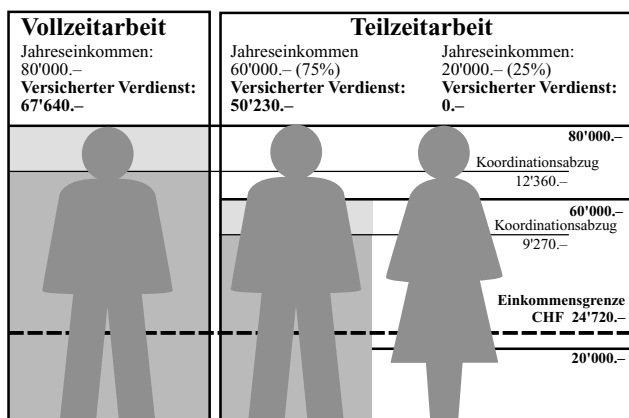 Vollzeitarbeit
Jahreseinkommen:
80'000.–
Versicherter Verdienst:
67'640.–
Teilzeitarbeit
Jahreseinkommen
60'000.– (75%)
Versicherter Verdienst:
50'230.–
Jahreseinkommen:
20'000.– (25%)
Versicherter Verdienst:
0.–
80'000.–
Koordinationsabzug
12'360.–
60'000.–
Koordinationsabzug
9'270.–
Einkommensgrenze
CHF 24'720.–
20'000.–